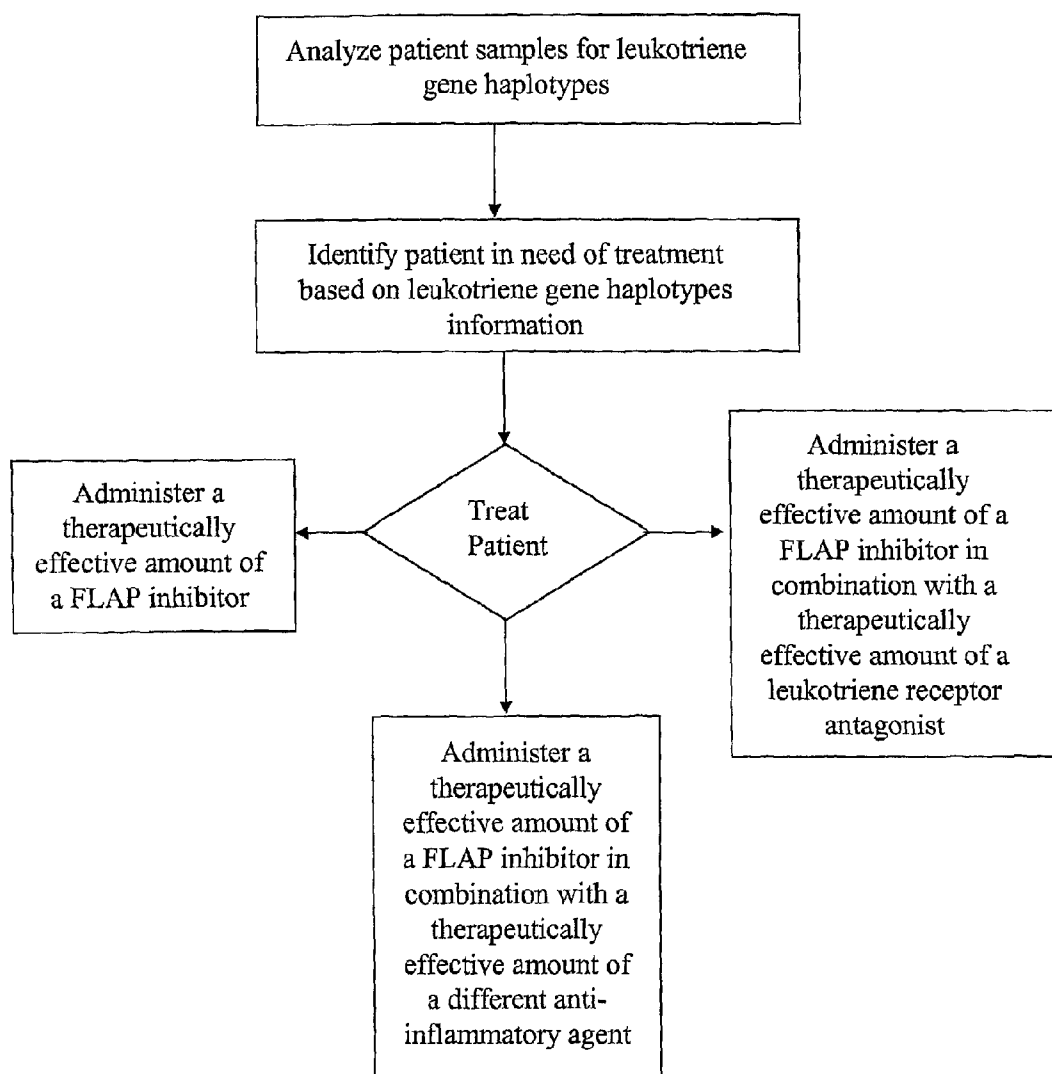 Analyze patient samples for leukotriene
gene haplotypes
Identify patient in need of treatment
based on leukotriene gene haplotypes
information
Treat
Patient
Administer a
therapeutically
effective amount of
a FLAP inhibitor
Administer a
therapeutically
effective amount of a
FLAP inhibitor in
combination with a
therapeutically
effective amount of a
leukotriene receptor
antagonist
Administer a
therapeutically
effective amount of
a FLAP inhibitor in
combination with a
therapeutically
effective amount of
a different anti-
inflammatory agent